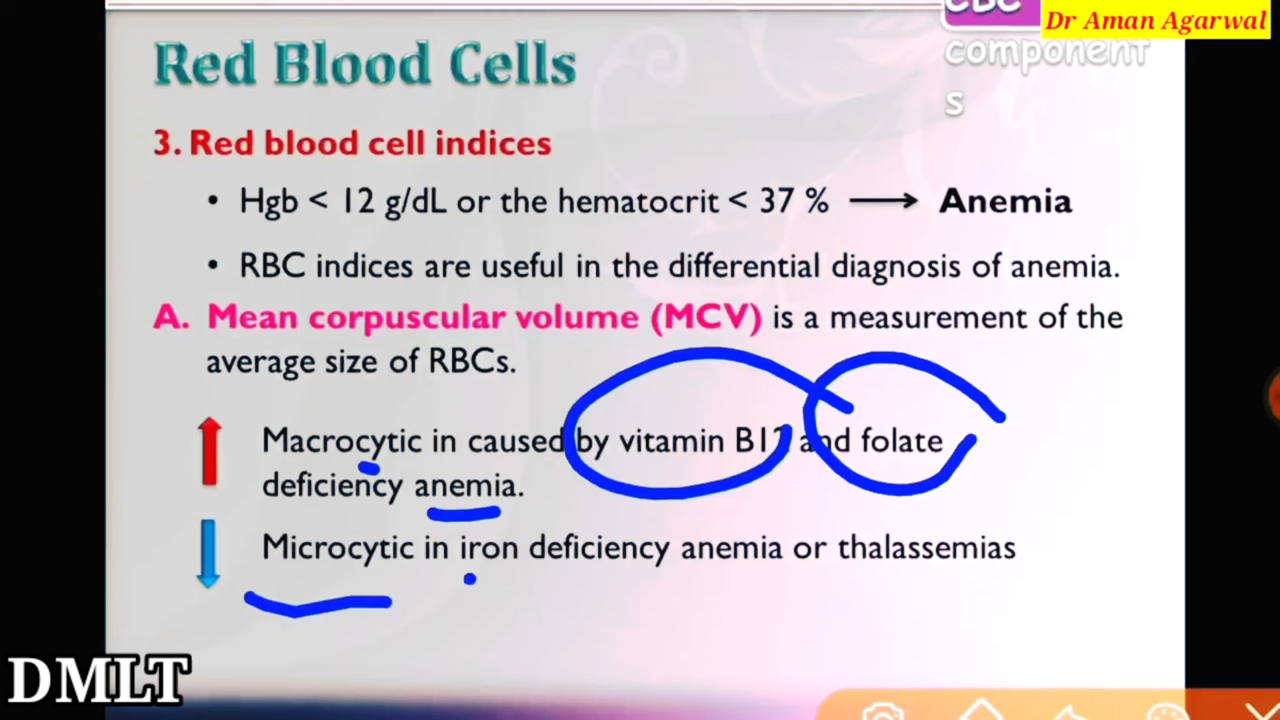 CBC
Dr Aman Agarwal
component
s
Red Blood Cells
3. Red blood cell indices
• Hgb < 12 g/dL or the hematocrit < 37 % → Anemia
• RBC indices are useful in the differential diagnosis of anemia.
A. Mean corpuscular volume (MCV) is a measurement of the
average size of RBCs.
Macrocytic in caused by vitamin B12 and folate
deficiency anemia.
Microcytic in iron deficiency anemia or thalassemias
DMLT